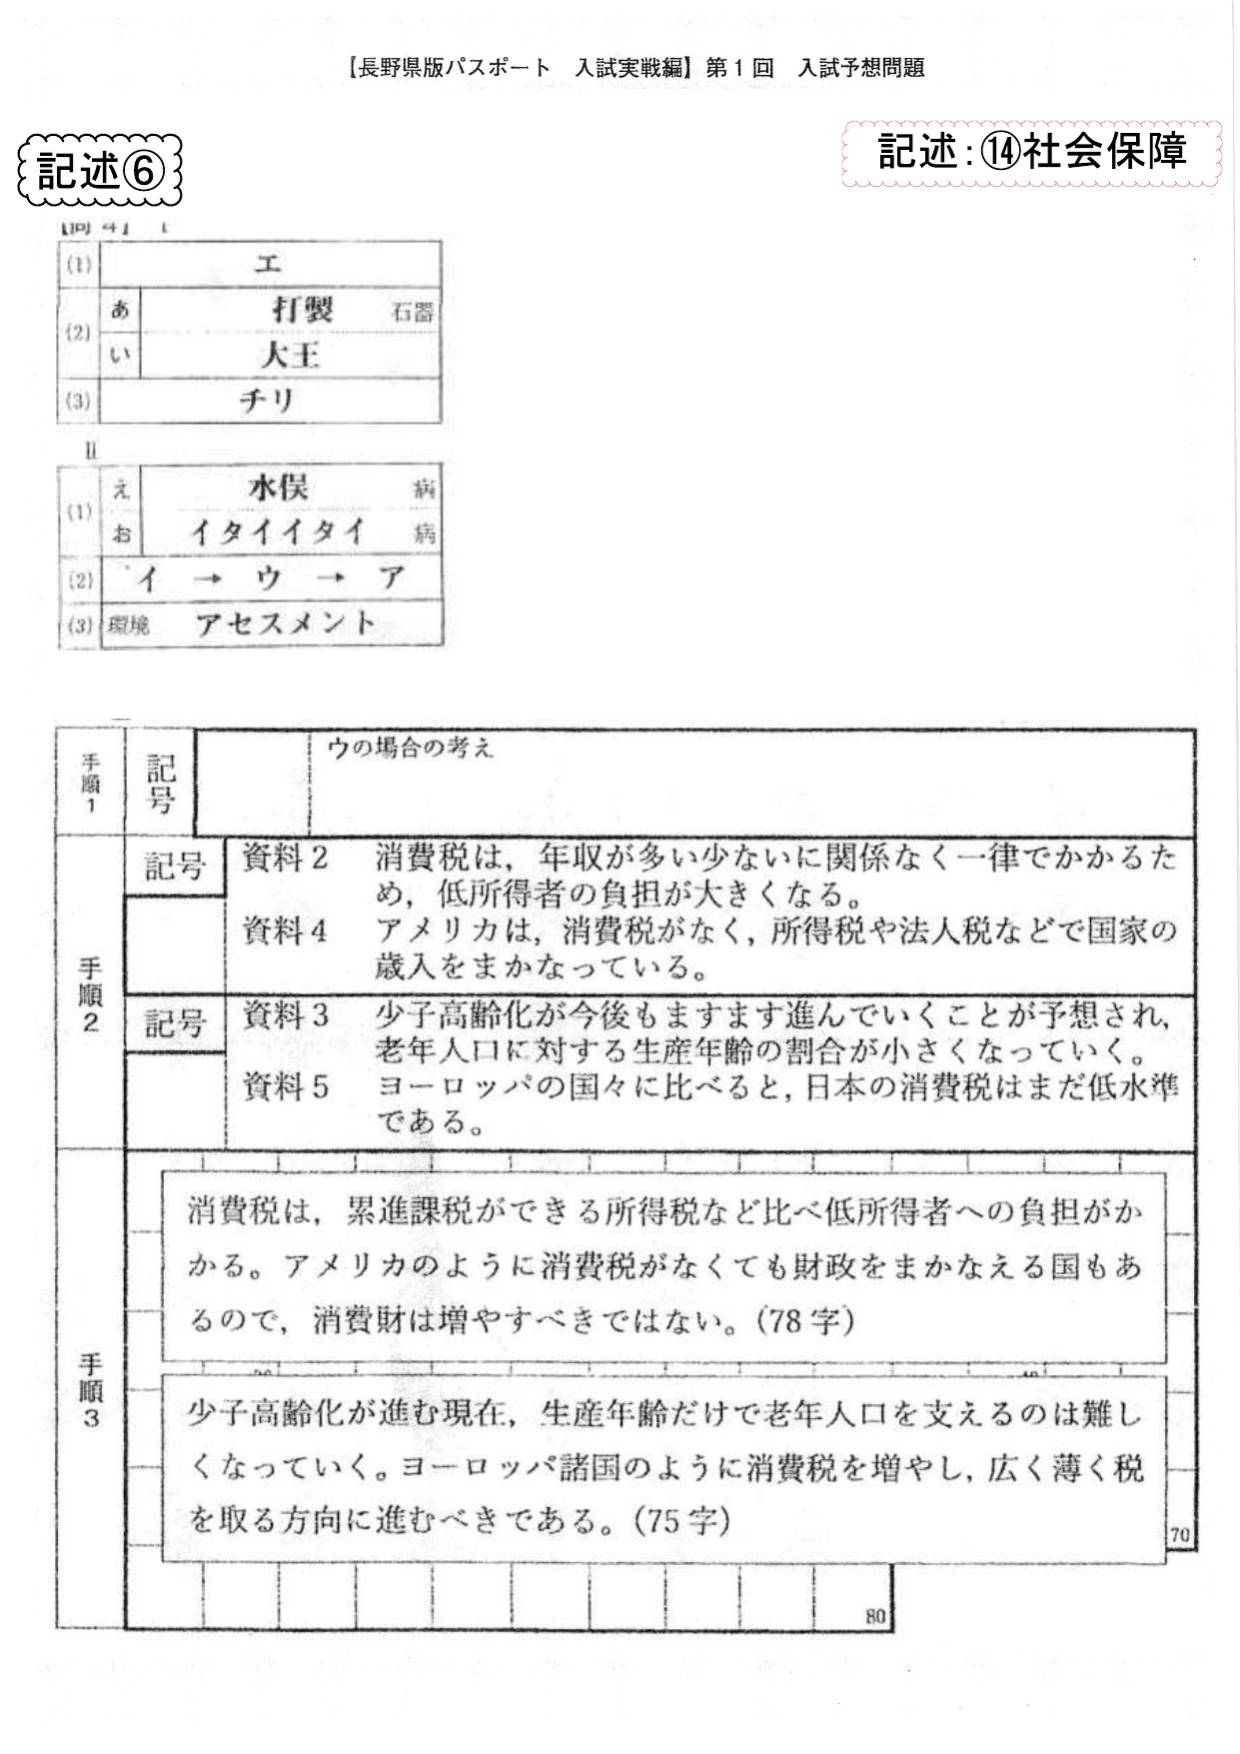 【長野県版パスポート 入試実戦編】第1回 入試予想問題
記述⑥
記述:⑭社会保障
【問4】 I
(1) エ
(2) あ 打製 石器
い 大王
(3) チリ
II
(1) え 水俣 病
お イタイイタイ 病
(2) イ → ウ → ア
(3) 環境 アセスメント
手順1 記号 ウの場合の考え
手順2
記号 資料2 消費税は,年収が多い少ないに関係なく一律でかかるた
め,低所得者の負担が大きくなる。
資料4 アメリカは,消費税がなく,所得税や法人税などで国家の
歳入をまかなっている。
記号 資料3 少子高齢化が今後もますます進んでいくことが予想され,
老年人口に対する生産年齢の割合が小さくなっていく。
資料5 ヨーロッパの国々に比べると,日本の消費税はまだ低水準
である。
手順3
消費税は,累進課税ができる所得税など比べ低所得者への負担がか
かる。アメリカのように消費税がなくても財政をまかなえる国もあ
るので,消費財は増やすべきではない。(78字)
少子高齢化が進む現在,生産年齢だけで老年人口を支えるのは難し
くなっていく。ヨーロッパ諸国のように消費税を増やし,広く薄く税
を取る方向に進むべきである。(75字)
70
80